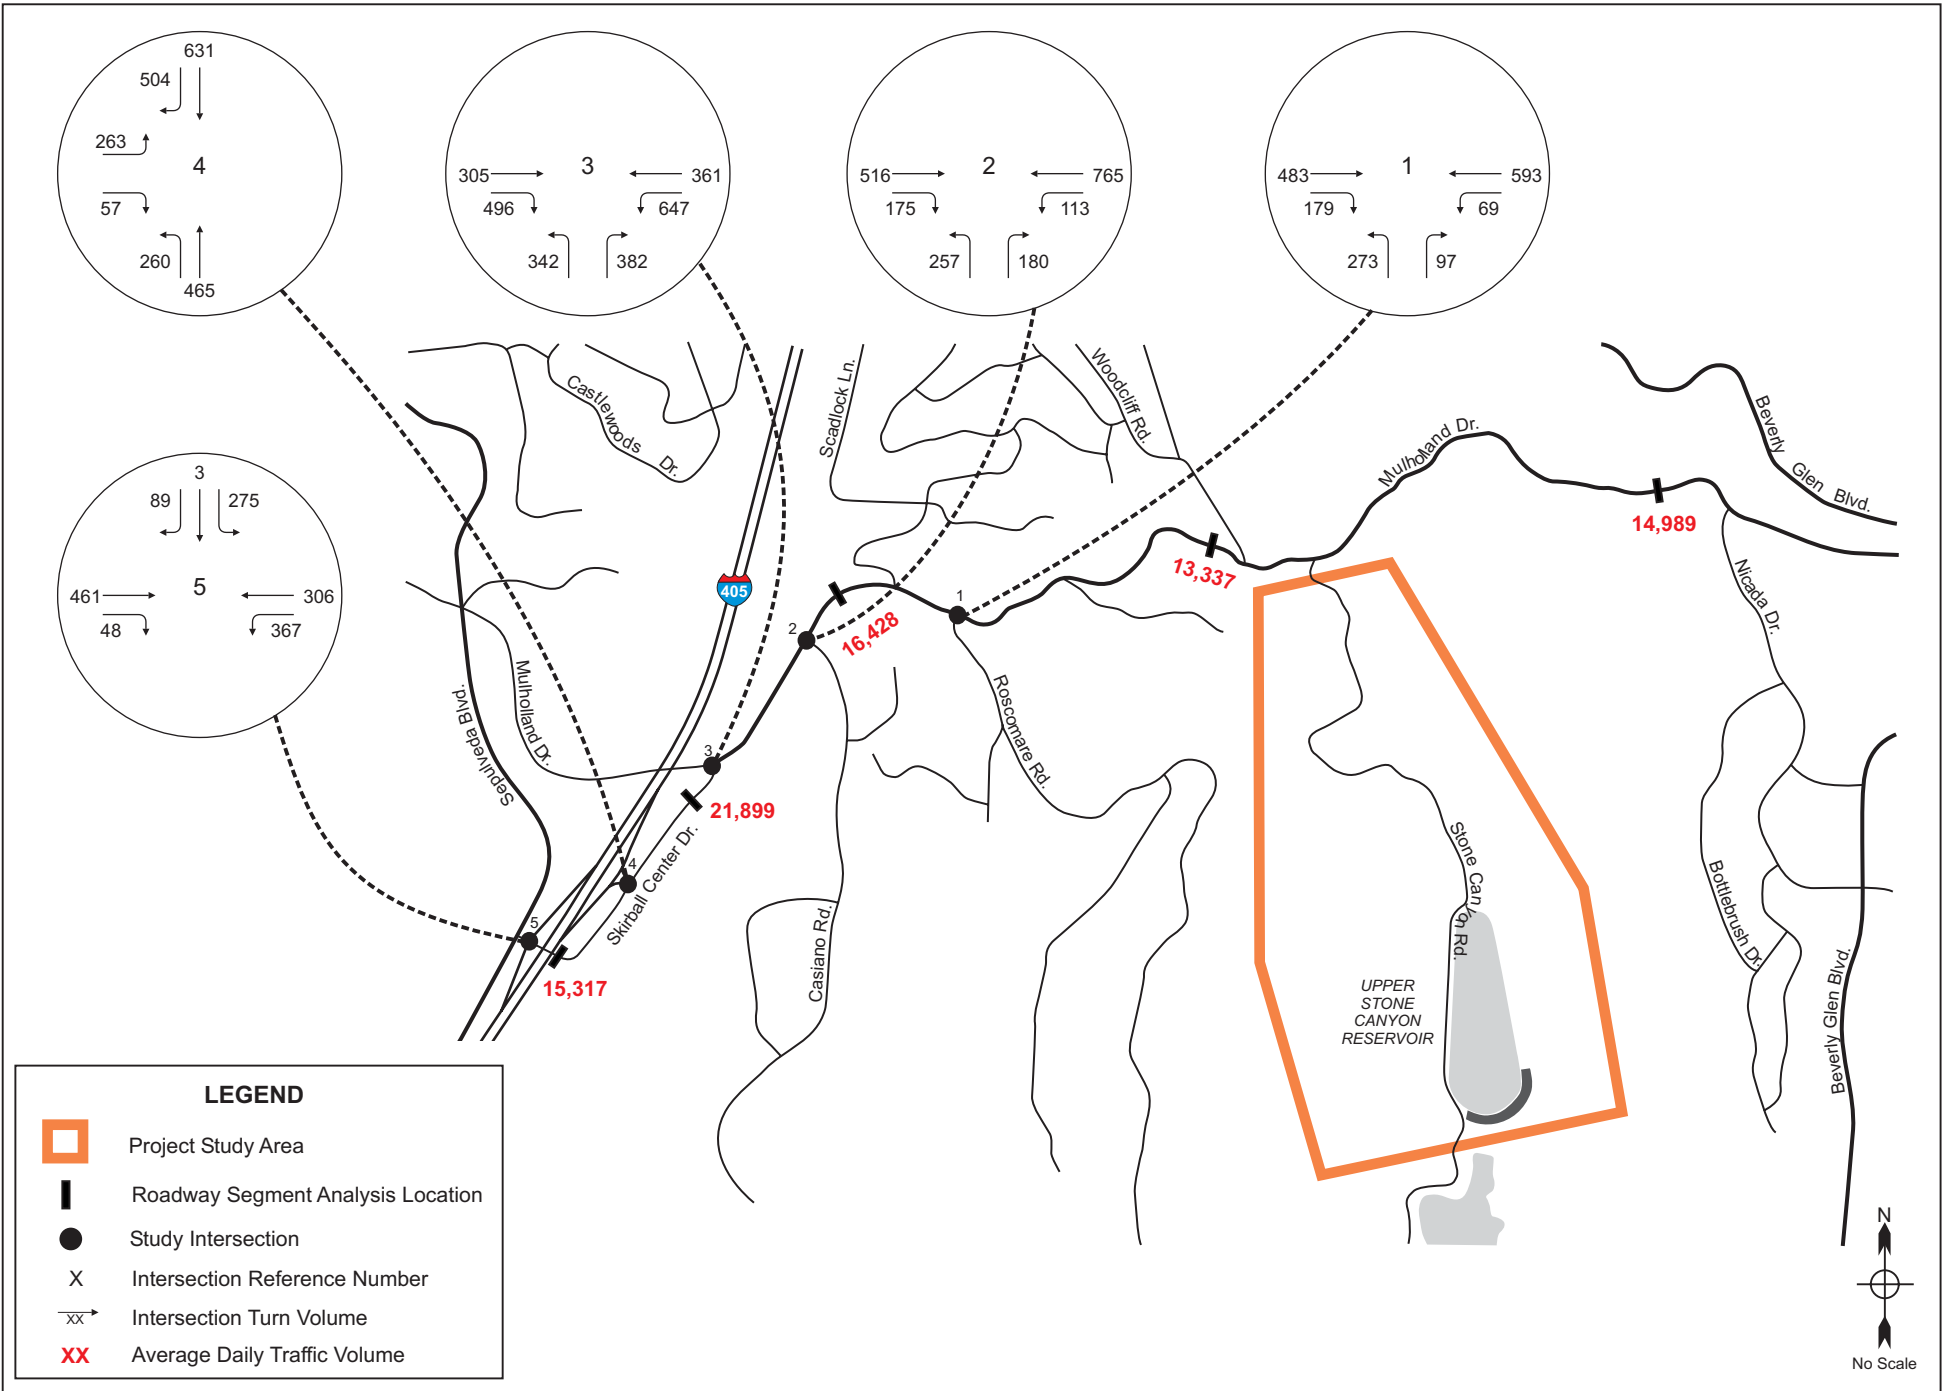 631
504
263
4
57
260
465
305
3
361
496
647
342
382
516
2
765
175
113
257
180
483
1
593
179
69
273
97
3
89
275
461
5
306
48
367
Castlewoods Dr.
Scadlock Ln.
Woodcliff Rd.
Mulholland Dr.
Beverly Glen Blvd.
14,989
13,337
405
1
2
16,428
Nicada Dr.
Mulholland Dr.
Sepulveda Blvd.
Roscomare Rd.
3
21,899
4
Skirball Center Dr.
5
15,317
Casiano Rd.
Stone Canyon Rd.
Bottlebrush Dr.
Beverly Glen Blvd.
UPPER
STONE
CANYON
RESERVOIR
LEGEND
Project Study Area
Roadway Segment Analysis Location
Study Intersection
X Intersection Reference Number
XX Intersection Turn Volume
XX Average Daily Traffic Volume
N
No Scale